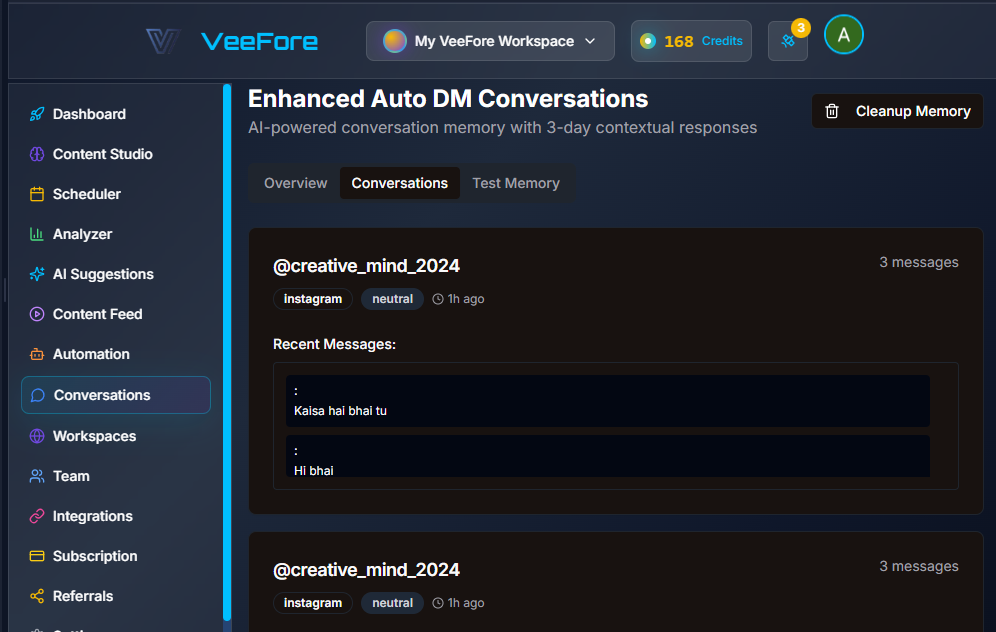 VeeFore
My VeeFore Workspace
168 Credits
3
A
Dashboard
Content Studio
Scheduler
Analyzer
AI Suggestions
Content Feed
Automation
Conversations
Workspaces
Team
Integrations
Subscription
Referrals
Enhanced Auto DM Conversations
AI-powered conversation memory with 3-day contextual responses
Cleanup Memory
Overview Conversations Test Memory
@creative_mind_2024
3 messages
instagram neutral 1h ago
Recent Messages:
:
Kaisa hai bhai tu
:
Hi bhai
@creative_mind_2024
3 messages
instagram neutral 1h ago